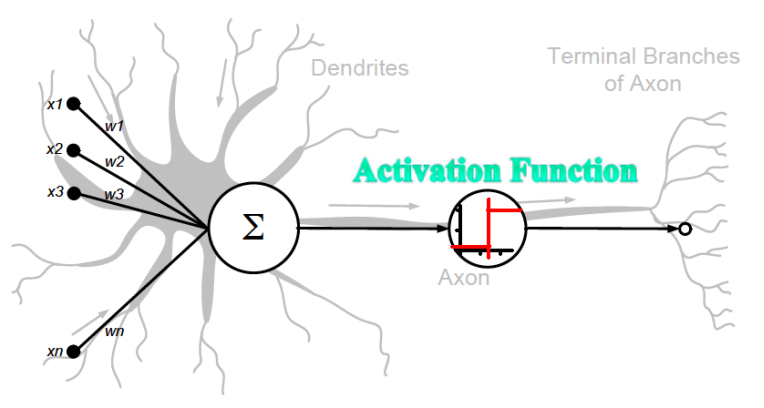 Dendrites
Terminal Branches
of Axon
x1
w1
x2
w2
x3
w3
Activation Function
Σ
Axon
wn
xn